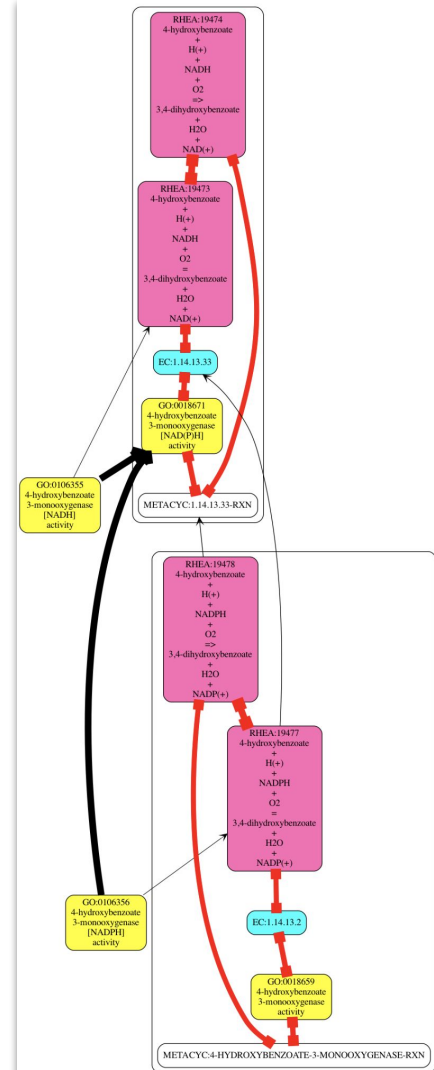 RHEA:19474
4-hydroxybenzoate
+
H(+)
+
NADH
+
O2
=>
3,4-dihydroxybenzoate
+
H2O
+
NAD(+)
RHEA:19473
4-hydroxybenzoate
+
H(+)
+
NADH
+
O2
=
3,4-dihydroxybenzoate
+
H2O
+
NAD(+)
EC:1.14.13.33
GO:0018671
4-hydroxybenzoate
3-monooxygenase
[NAD(P)H]
activity
GO:0106355
4-hydroxybenzoate
3-monooxygenase
[NADH]
activity
METACYC:1.14.13.33-RXN
RHEA:19478
4-hydroxybenzoate
+
H(+)
+
NADPH
+
O2
=>
3,4-dihydroxybenzoate
+
H2O
+
NADP(+)
RHEA:19477
4-hydroxybenzoate
+
H(+)
+
NADPH
+
O2
=
3,4-dihydroxybenzoate
+
H2O
+
NADP(+)
GO:0106356
4-hydroxybenzoate
3-monooxygenase
[NADPH]
activity
EC:1.14.13.2
GO:0018659
4-hydroxybenzoate
3-monooxygenase
activity
METACYC:4-HYDROXYBENZOATE-3-MONOOXYGENASE-RXN